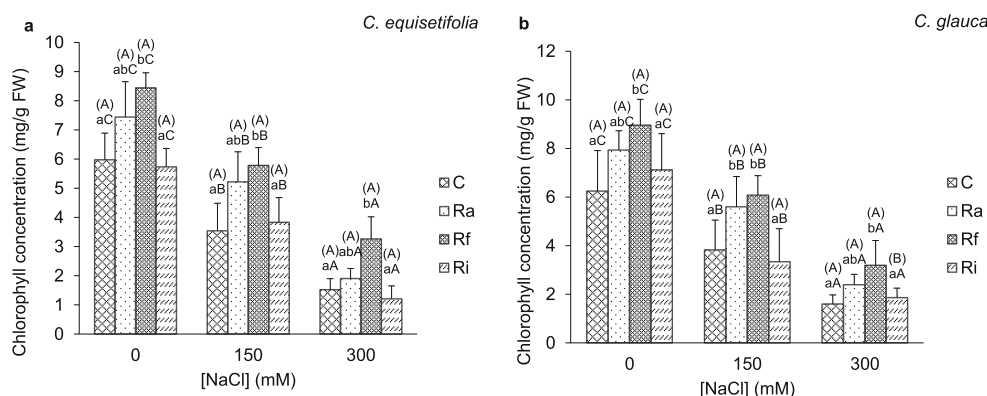 a
C. equisetifolia
Chlorophyll concentration (mg/g FW)
10
9
8
7
6
5
4
3
2
1
0
(A)
aC
(A)
abC
(A)
bC
(A)
aC
(A)
aB
(A)
abB
(A)
bB
(A)
aB
(A)
aA
(A)
abA
(A)
bA
(A)
aA
0 150 300
[NaCl] (mM)
C
Ra
Rf
Ri
b
C. glauca
Chlorophyll concentration (mg/g FW)
12
10
8
6
4
2
0
(A)
aC
(A)
abC
(A)
bC
(A)
aC
(A)
aB
(A)
bB
(A)
bB
(A)
aB
(A)
aA
(A)
abA
(A)
bA
(B)
aA
0 150 300
[NaCl] (mM)
C
Ra
Rf
Ri